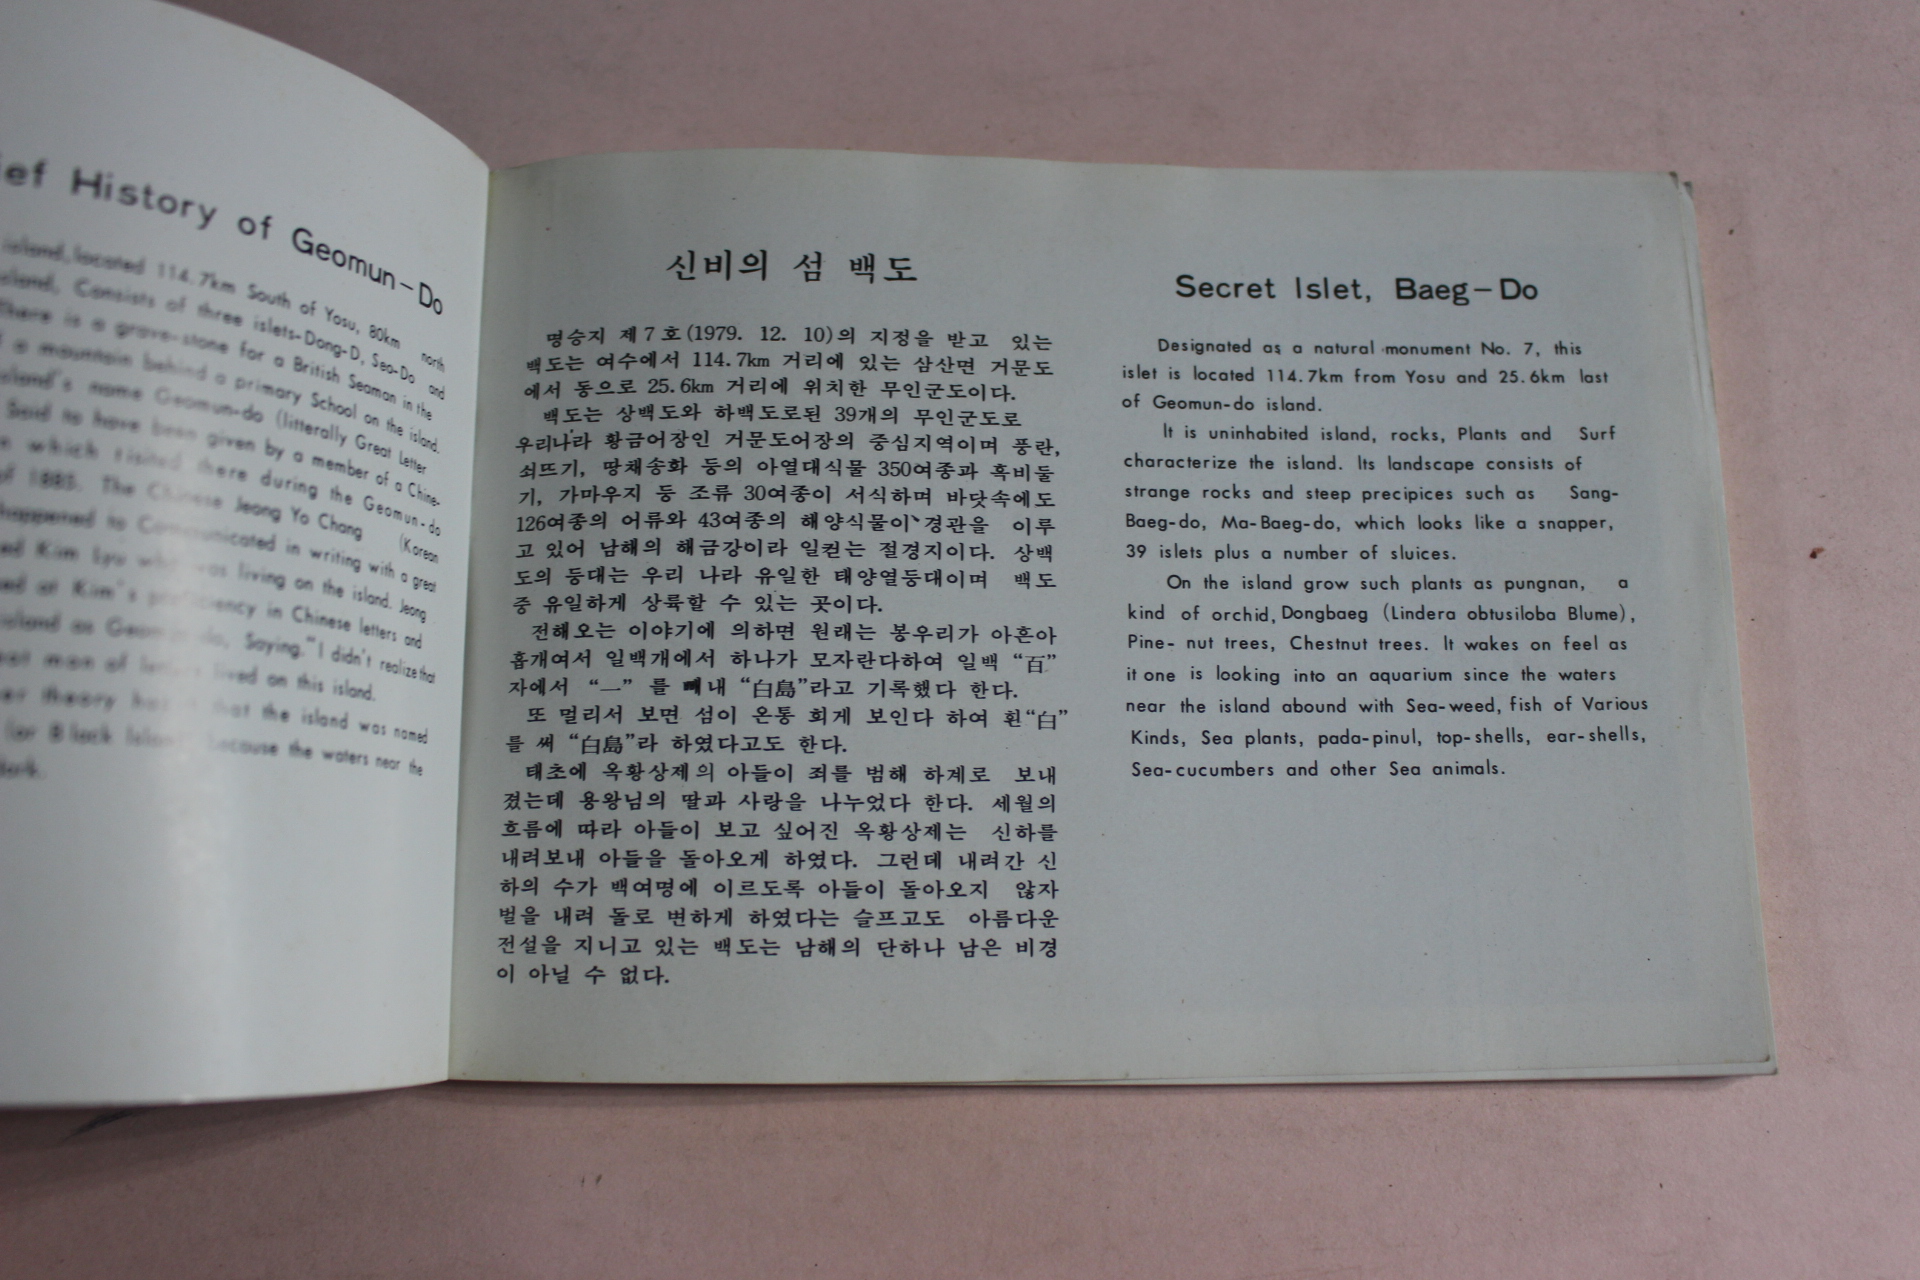 ief History of Geomun-Do
island, located 114.7km South of Yosu, 80km north
island, Consists of three islets-Dong-D, Seo-Do and
There is a grave-stone for a British Seaman in the
a mountain behind a primary School on the island.
island's name Geomun-do (litterally Great Letter
Said to have been given by a member of a Chine-
which tisited there during the Geomun-do
of 1885. The Chinese Jeong Yo Chang (Korean
happened to Communicated in writing with a great
Kim Lyu who was living on the island. Jeong
at Kim's proficiency in Chinese letters and
island as Geomun-do, Saying."I didn't realize that
man of letters lived on this island.
theory has that the island was named
(or Black Island) because the waters near the
dark.
신비의 섬 백도
명승지 제7호(1979. 12. 10)의 지정을 받고 있는
백도는 여수에서 114.7km 거리에 있는 삼산면 거문도
에서 동으로 25.6km 거리에 위치한 무인군도이다.
백도는 상백도와 하백도로된 39개의 무인군도로
우리나라 황금어장인 거문도어장의 중심지역이며 풍란,
쇠뜨기, 땅채송화 등의 아열대식물 350여종과 흑비둘
기, 가마우지 등 조류 30여종이 서식하며 바닷속에도
126여종의 어류와 43여종의 해양식물이 경관을 이루
고 있어 남해의 해금강이라 일컫는 절경지이다. 상백
도의 등대는 우리 나라 유일한 태양열등대이며 백도
중 유일하게 상륙할 수 있는 곳이다.
전해오는 이야기에 의하면 원래는 봉우리가 아흔아
홉개여서 일백개에서 하나가 모자란다하여 일백 “百”
자에서 “一” 를 빼내 “白島”라고 기록했다 한다.
또 멀리서 보면 섬이 온통 희게 보인다 하여 흰“白”
를 써 “白島”라 하였다고도 한다.
태초에 옥황상제의 아들이 죄를 범해 하계로 보내
졌는데 용왕님의 딸과 사랑을 나누었다 한다. 세월의
흐름에 따라 아들이 보고 싶어진 옥황상제는 신하를
내려보내 아들을 돌아오게 하였다. 그런데 내려간 신
하의 수가 백여명에 이르도록 아들이 돌아오지 않자
벌을 내려 돌로 변하게 하였다는 슬프고도 아름다운
전설을 지니고 있는 백도는 남해의 단하나 남은 비경
이 아닐 수 없다.
Secret Islet, Baeg-Do
Designated as a natural monument No. 7, this
islet is located 114.7km from Yosu and 25.6km last
of Geomun-do island.
It is uninhabited island, rocks, Plants and Surf
characterize the island. Its landscape consists of
strange rocks and steep precipices such as Sang-
Baeg-do, Ma-Baeg-do, which looks like a snapper,
39 islets plus a number of sluices.
On the island grow such plants as pungnan, a
kind of orchid, Dongbaeg (Lindera obtusiloba Blume),
Pine- nut trees, Chestnut trees. It wakes on feel as
it one is looking into an aquarium since the waters
near the island abound with Sea-weed, fish of Various
Kinds, Sea plants, pada-pinul, top-shells, ear-shells,
Sea-cucumbers and other Sea animals.